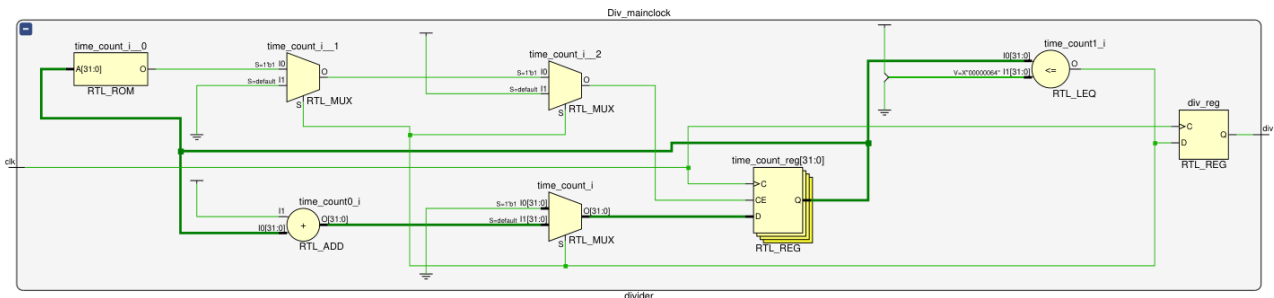 Div_mainclock
time_count_i__0
A[31:0] O
RTL_ROM
time_count_i__1
S=1'b1 I0
S=default I1
O
S
RTL_MUX
time_count_i__2
S=1'b1 I0
S=default I1
O
S
RTL_MUX
time_count1_i
I0[31:0]
V=X"00000064" I1[31:0]
<=
O
RTL_LEQ
div_reg
C
D
Q
RTL_REG
div
clk
time_count0_i
I1
I0[31:0]
+
O[31:0]
RTL_ADD
time_count_i
S=1'b1 I0[31:0]
S=default I1[31:0]
O[31:0]
S
RTL_MUX
time_count_reg[31:0]
C
CE
D
Q
RTL_REG
divider